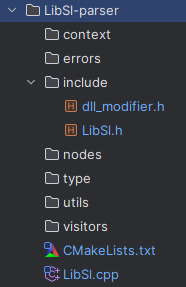 LibSl-parser
context
errors
include
dll_modifier.h
LibSl.h
nodes
type
utils
visitors
CMakeLists.txt
LibSl.cpp